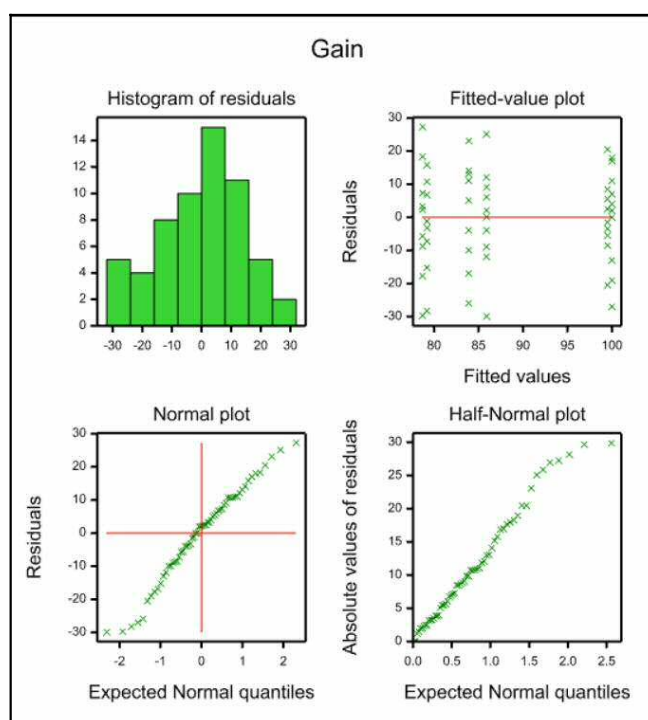 Gain
Histogram of residuals
14
12
10
8
6
4
2
0
-30 -20 -10 0 10 20 30
Fitted-value plot
Residuals
30
20
10
0
-10
-20
-30
80 85 90 95 100
Fitted values
Normal plot
Residuals
30
20
10
0
-10
-20
-30
-2 -1 0 1 2
Expected Normal quantiles
Half-Normal plot
Absolute values of residuals
30
25
20
15
10
5
0
0.0 0.5 1.0 1.5 2.0 2.5
Expected Normal quantiles